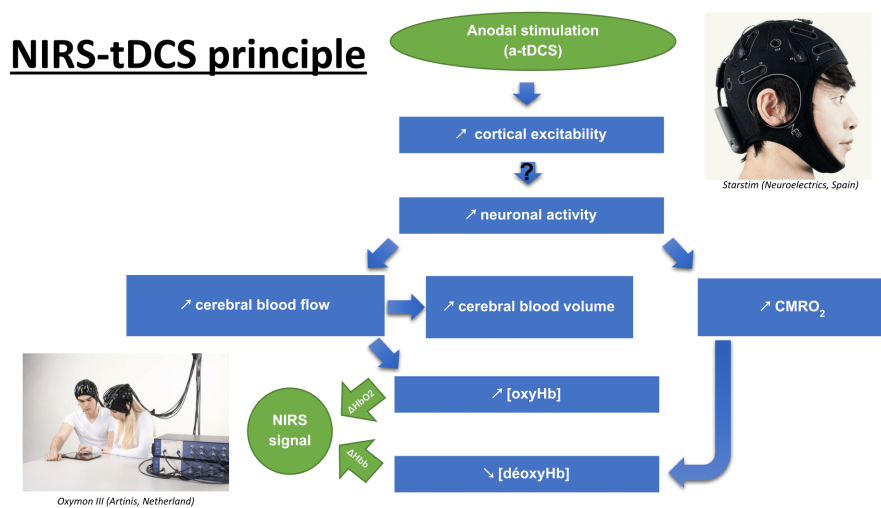 NIRS-tDCS principle
Anodal stimulation
(a-tDCS)
↗ cortical excitability
?
↗ neuronal activity
Starstim (Neuroelectrics, Spain)
↗ cerebral blood flow
↗ cerebral blood volume
↗ CMRO₂
↗ [oxyHb]
ΔHbO2
NIRS
signal
ΔHbb
↘ [déoxyHb]
Oxymon III (Artinis, Netherland)